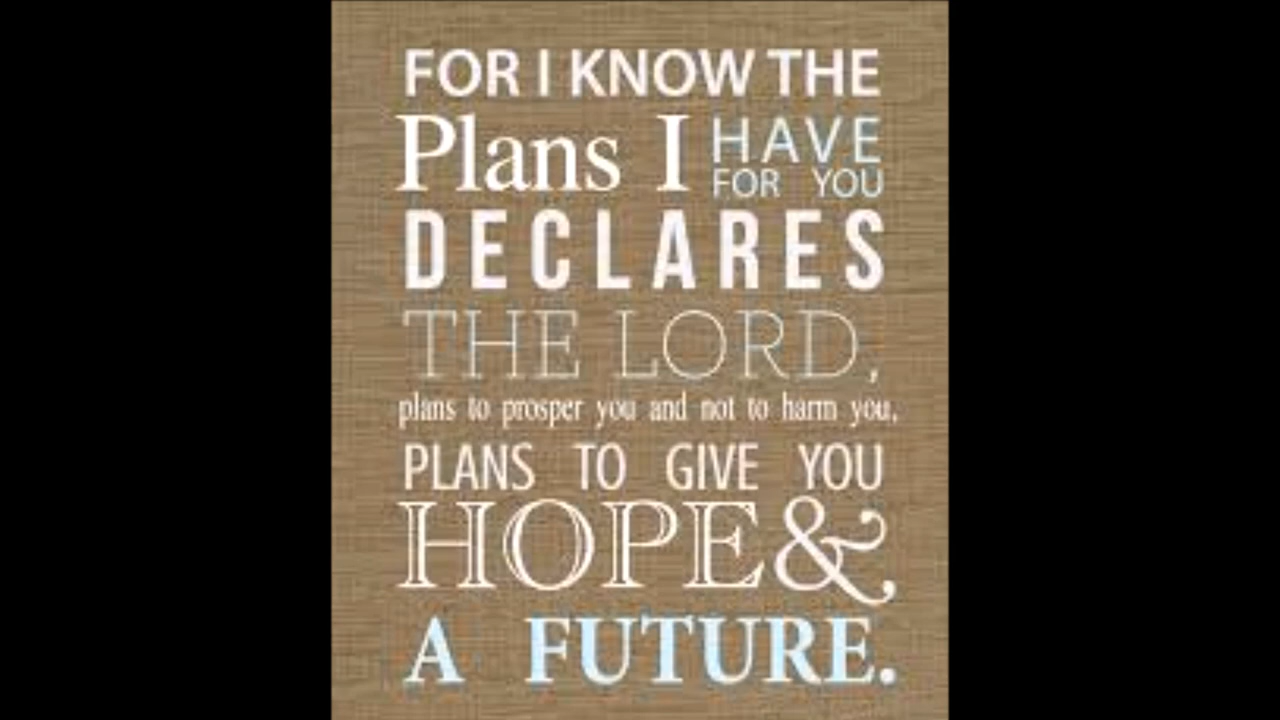 FOR I KNOW THE
Plans I HAVE
FOR YOU
DECLARES
THE LORD,
plans to prosper you and not to harm you,
PLANS TO GIVE YOU
HOPE &
A FUTURE.